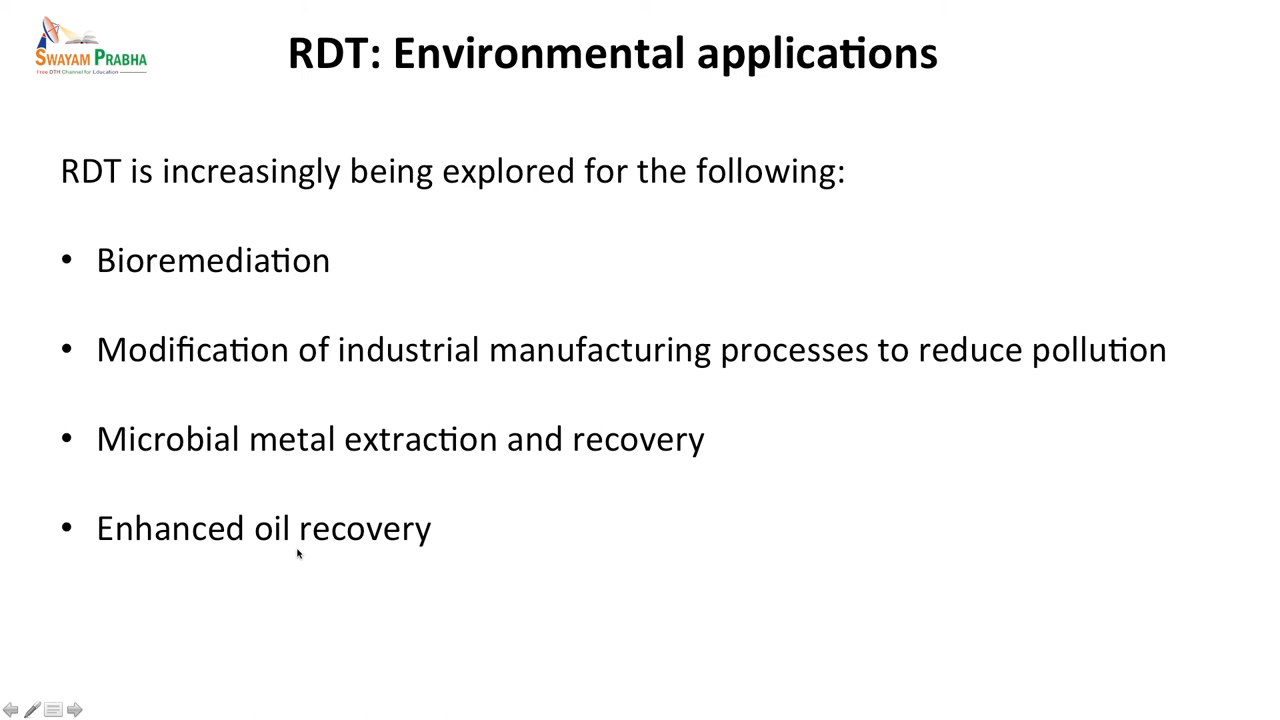 SWAYAM PRABHA
Free DTH Channel for Education
RDT: Environmental applications
RDT is increasingly being explored for the following:
• Bioremediation
• Modification of industrial manufacturing processes to reduce pollution
• Microbial metal extraction and recovery
• Enhanced oil recovery